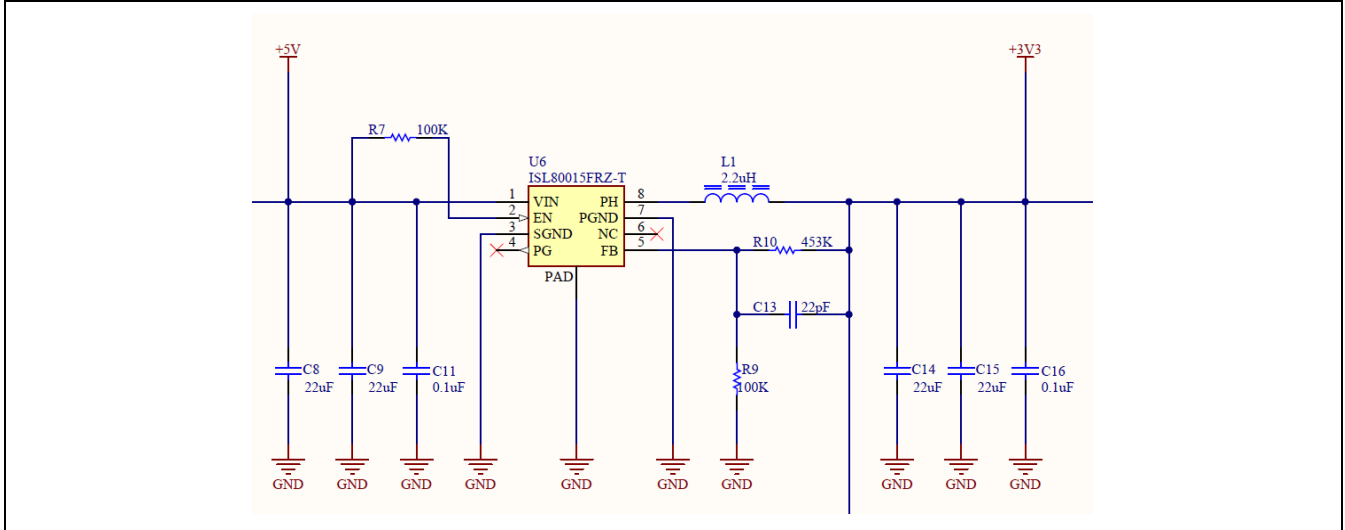 +5V
+3V3
R7
100K
U6
ISL80015FRZ-T
L1
2.2uH
1
VIN
PH
8
2
EN
PGND
7
3
SGND
NC
6
4
PG
FB
5
PAD
R10
453K
C13
22pF
C8
22uF
C9
22uF
C11
0.1uF
R9
100K
C14
22uF
C15
22uF
C16
0.1uF
GND
GND
GND
GND
GND
GND
GND
GND
GND
GND